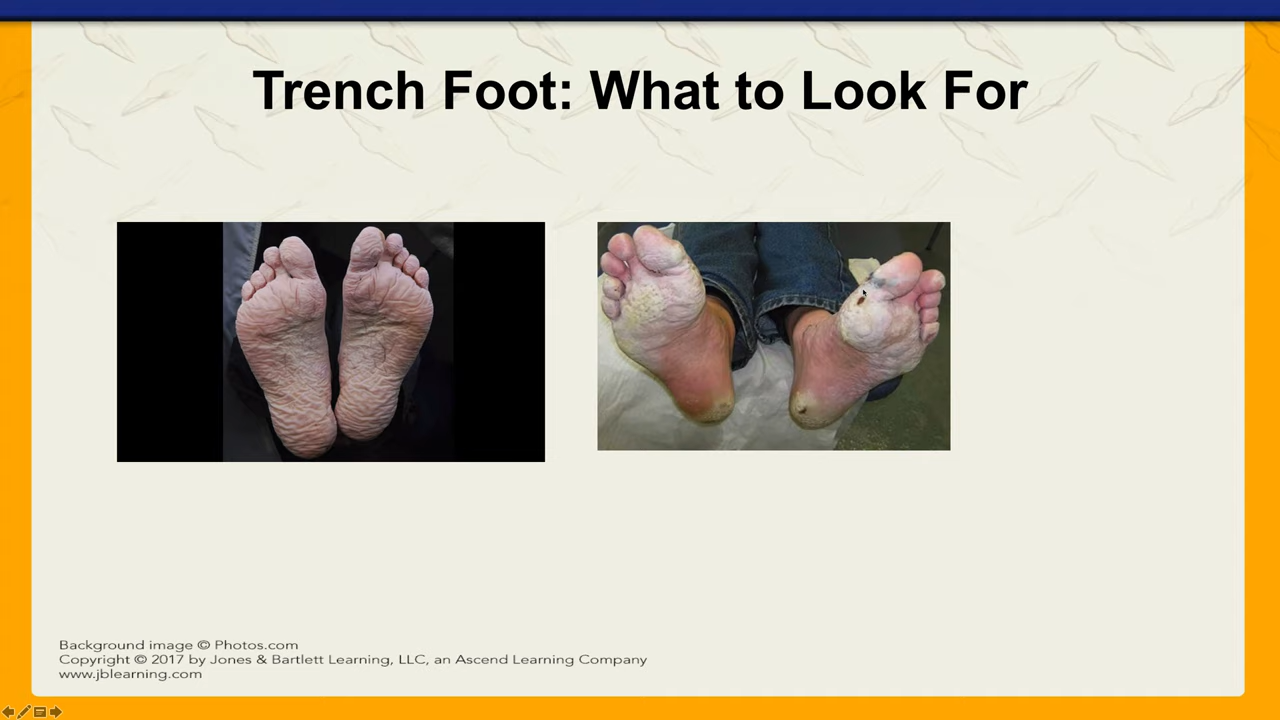 Trench Foot: What to Look For
Background image © Photos.com
Copyright © 2017 by Jones & Bartlett Learning, LLC, an Ascend Learning Company
www.jblearning.com